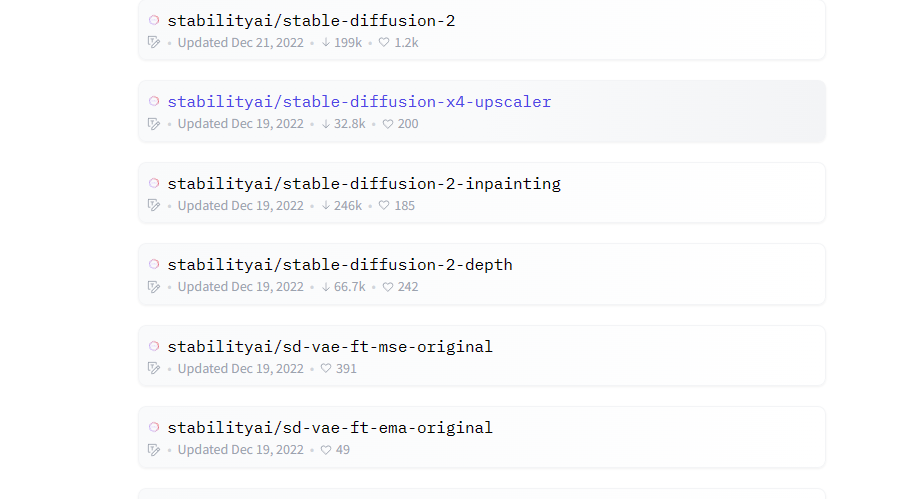 stabilityai/stable-diffusion-2
• Updated Dec 21, 2022 • ↓ 199k • ♡ 1.2k
stabilityai/stable-diffusion-x4-upscaler
• Updated Dec 19, 2022 • ↓ 32.8k • ♡ 200
stabilityai/stable-diffusion-2-inpainting
• Updated Dec 19, 2022 • ↓ 246k • ♡ 185
stabilityai/stable-diffusion-2-depth
• Updated Dec 19, 2022 • ↓ 66.7k • ♡ 242
stabilityai/sd-vae-ft-mse-original
• Updated Dec 19, 2022 • ♡ 391
stabilityai/sd-vae-ft-ema-original
• Updated Dec 19, 2022 • ♡ 49